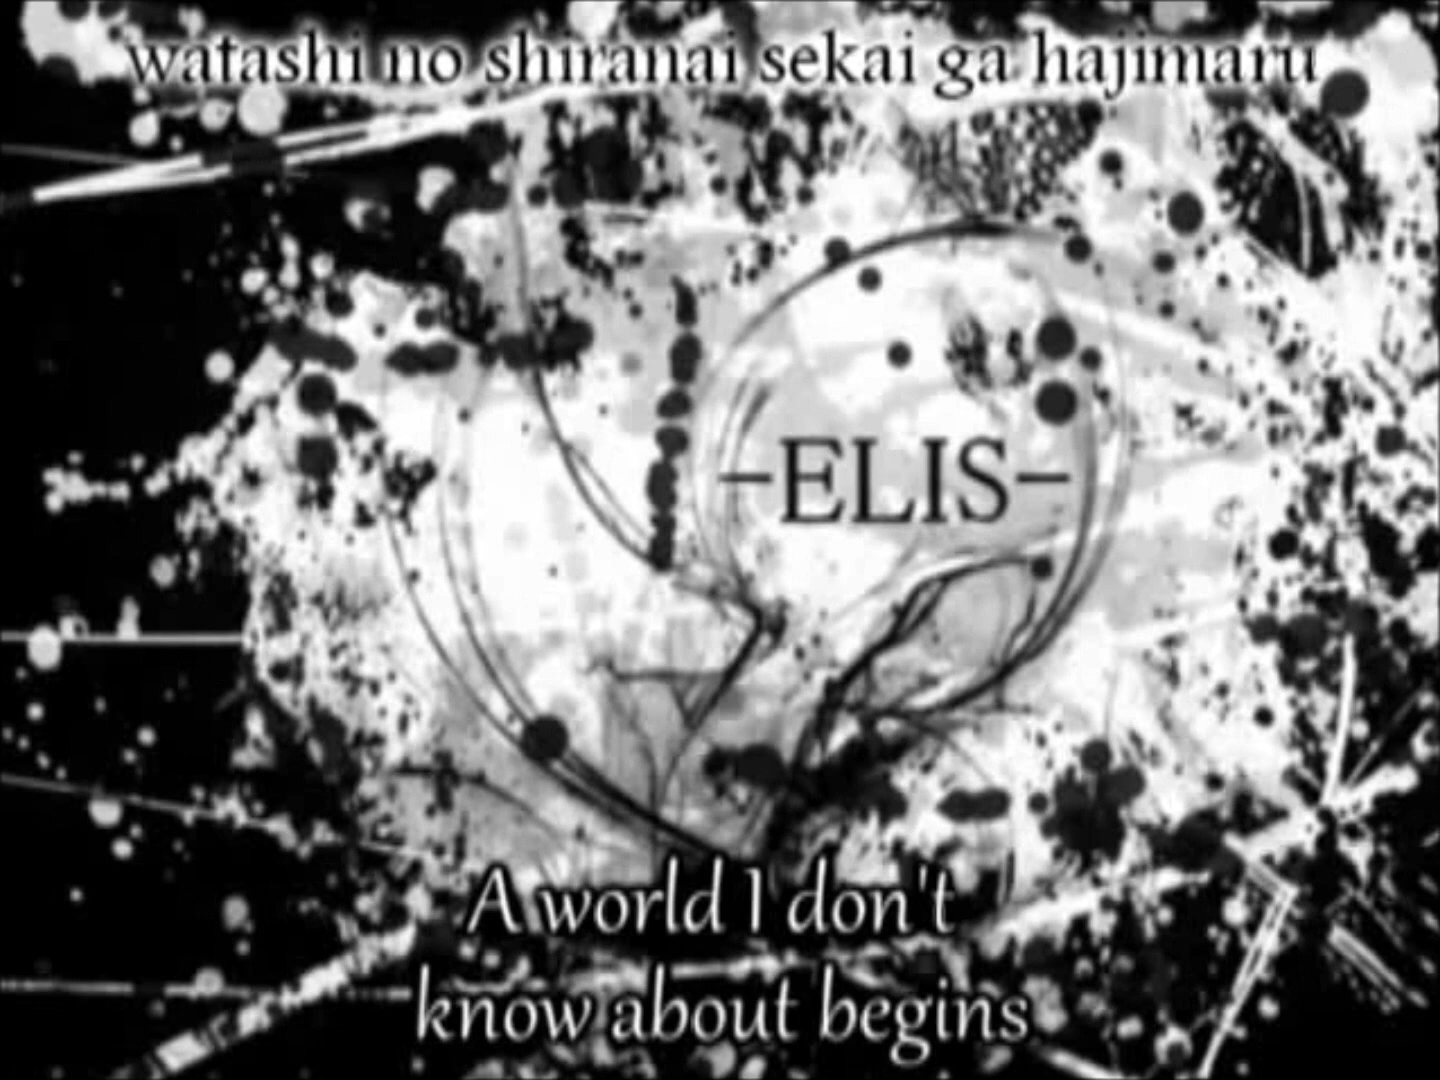 watashi no shiranai sekai ga hajimaru
-ELIS-
A world I don't
know about begins